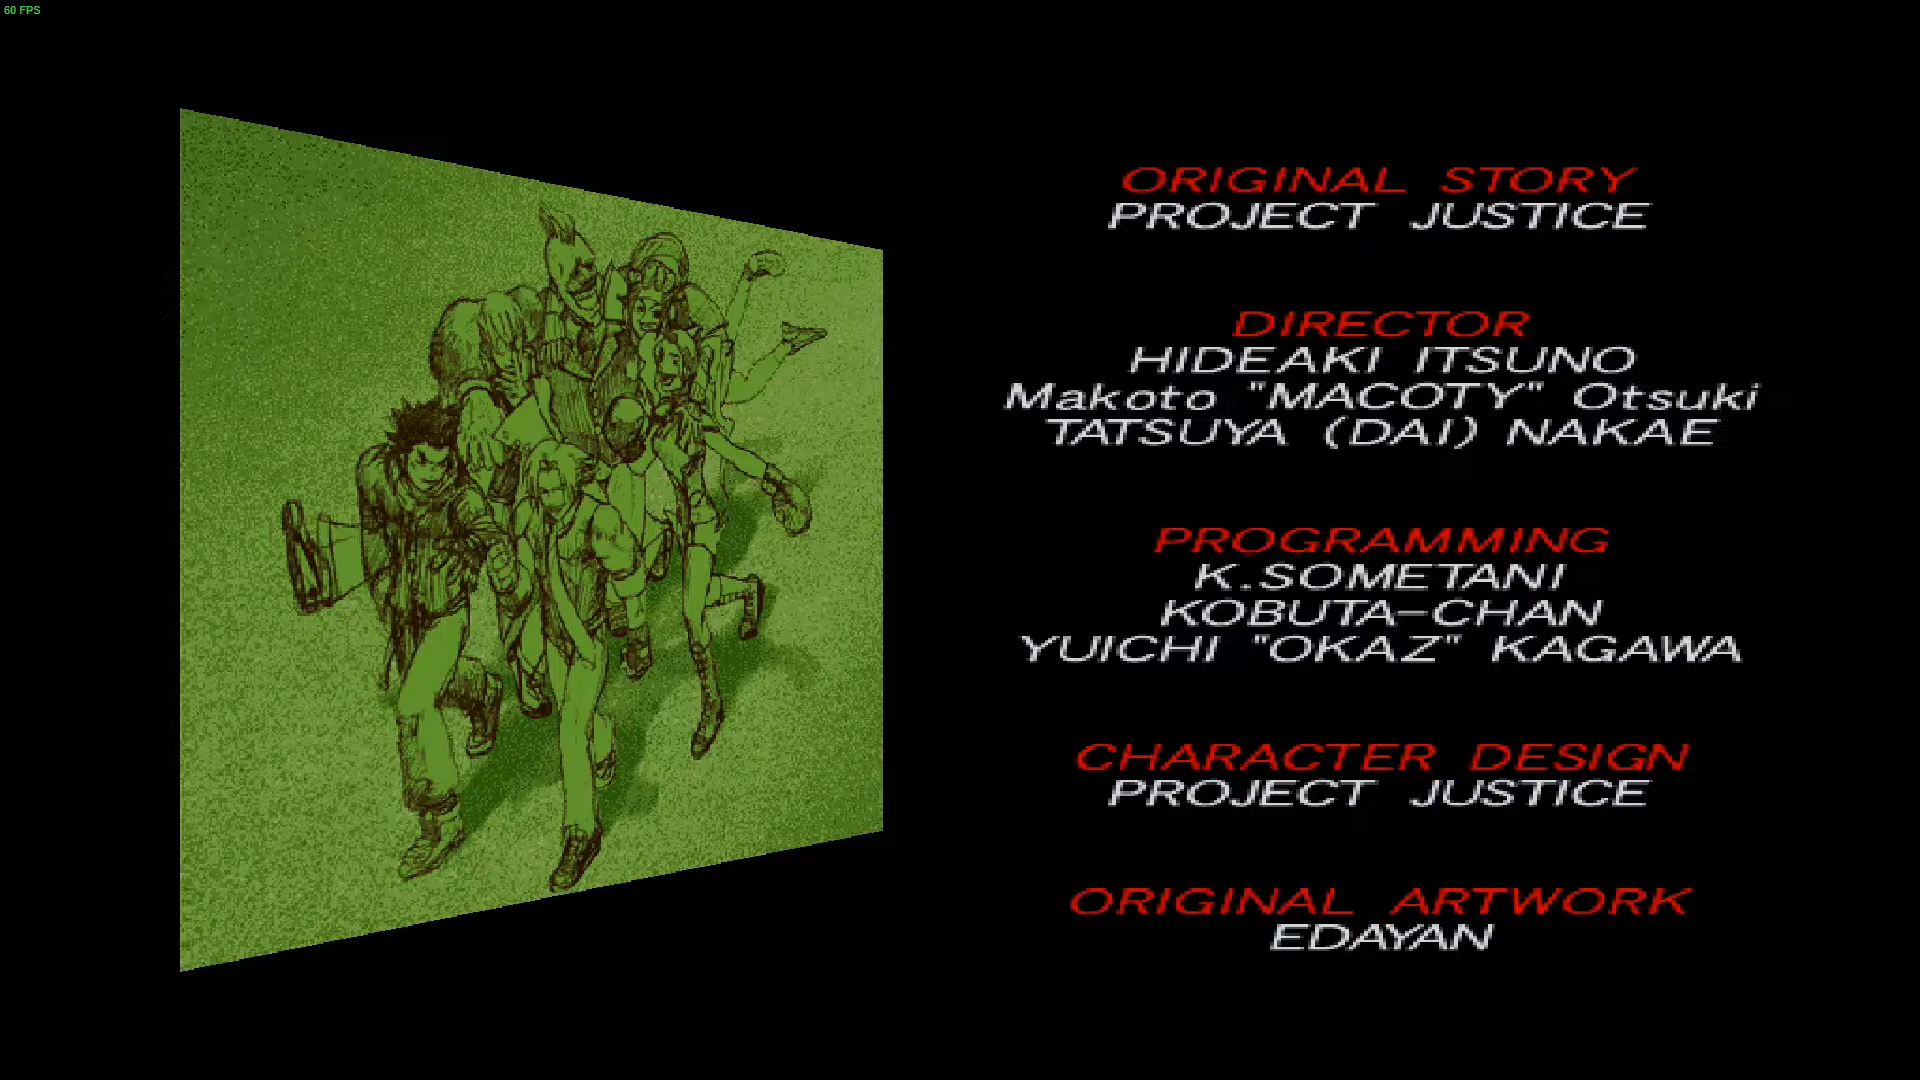 60 FPS
ORIGINAL STORY
PROJECT JUSTICE
DIRECTOR
HIDEAKI ITSUNO
Makoto "MACOTY" Otsuki
TATSUYA (DAI) NAKAE
PROGRAMMING
K.SOMETANI
KOBUTA-CHAN
YUICHI "OKAZ" KAGAWA
CHARACTER DESIGN
PROJECT JUSTICE
ORIGINAL ARTWORK
EDAYAN